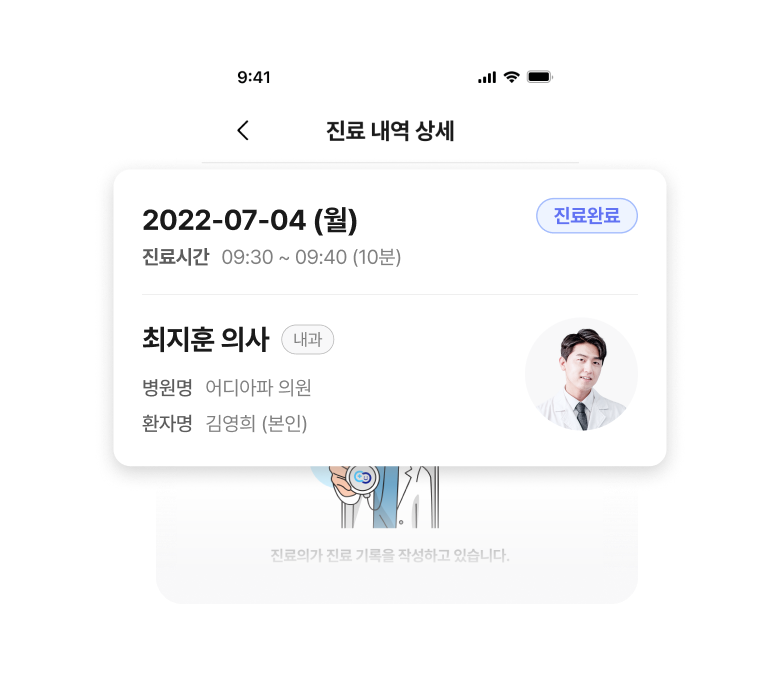 9:41
진료 내역 상세
2022-07-04 (월)
진료완료
진료시간 09:30 ~ 09:40 (10분)
최지훈 의사 내과
병원명 어디아파 의원
환자명 김영희 (본인)
진료의가 진료 기록을 작성하고 있습니다.